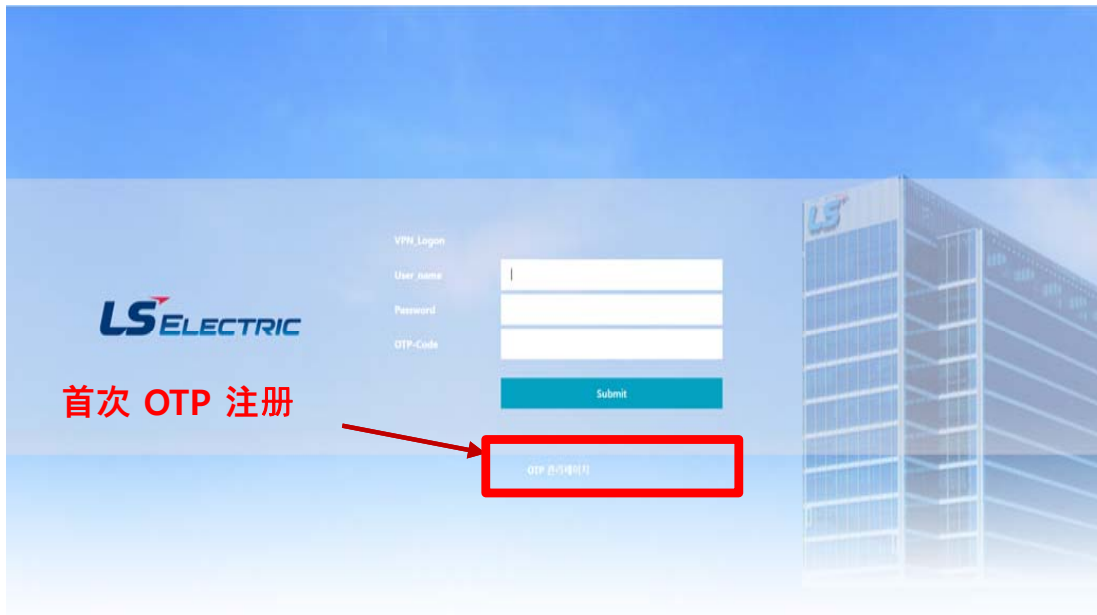 LS
VPN_Logon
User_name
Password
OTP-Code
LS ELECTRIC
首次 OTP 注册
Submit
OTP 관리페이지